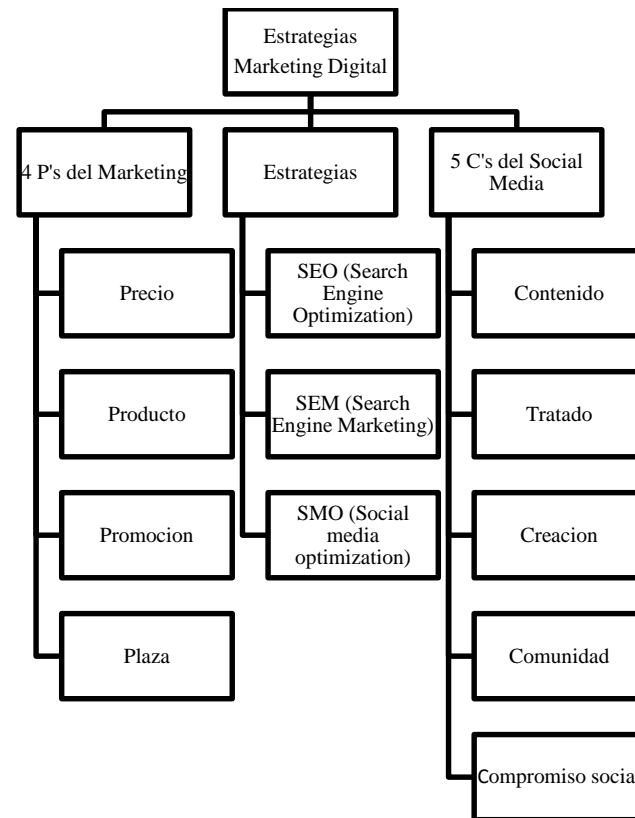 Estrategias
Marketing Digital
4 P's del Marketing
Precio
Producto
Promocion
Plaza
Estrategias
SEO (Search
Engine
Optimization)
SEM (Search
Engine Marketing)
SMO (Social
media
optimization)
5 C's del Social
Media
Contenido
Tratado
Creacion
Comunidad
Compromiso social